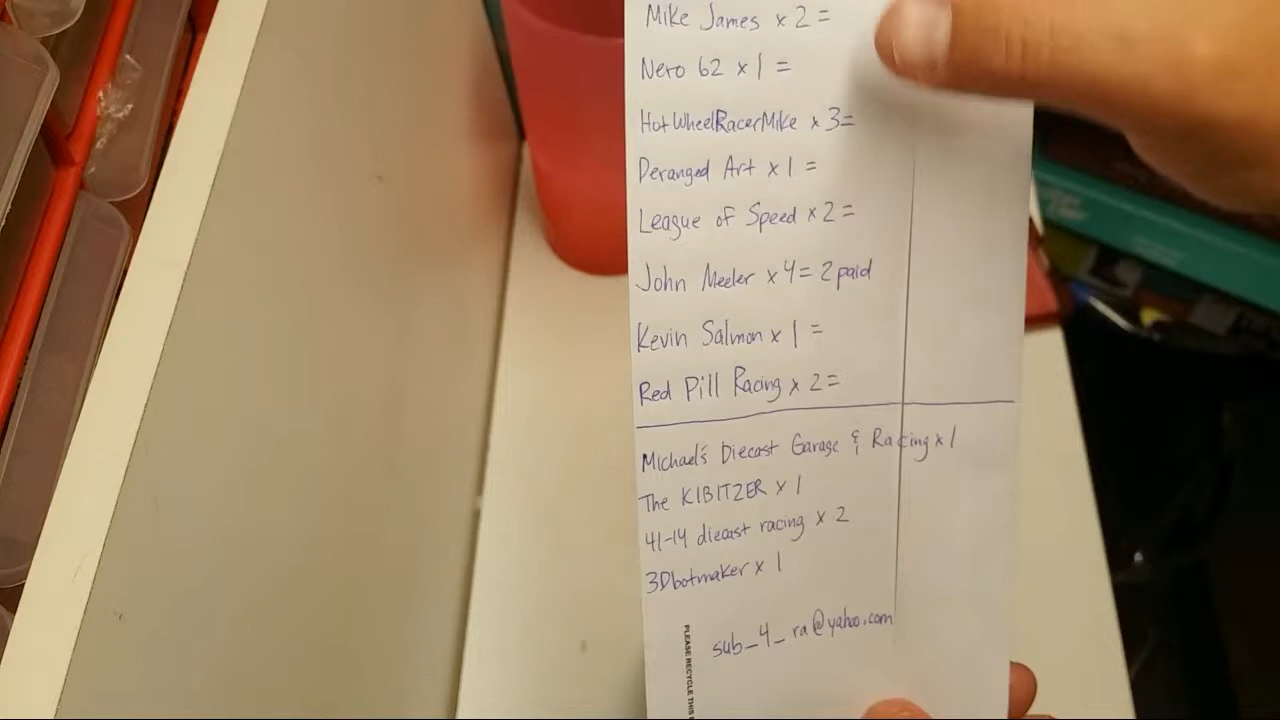 Mike James x 2 =
Nero 62 x 1 =
HotWheelRacerMike x 3=
Deranged Art x 1 =
League of Speed x 2 =
John Meeler x 4= 2 paid
Kevin Salmon x 1 =
Red Pill Racing x 2 =
Michael's Diecast Garage & Racing x 1
The KIBITZER x 1
41-14 diecast racing x 2
3Dbotmaker x 1
sub_4_ra@yahoo.com
PLEASE RECYCLE THIS